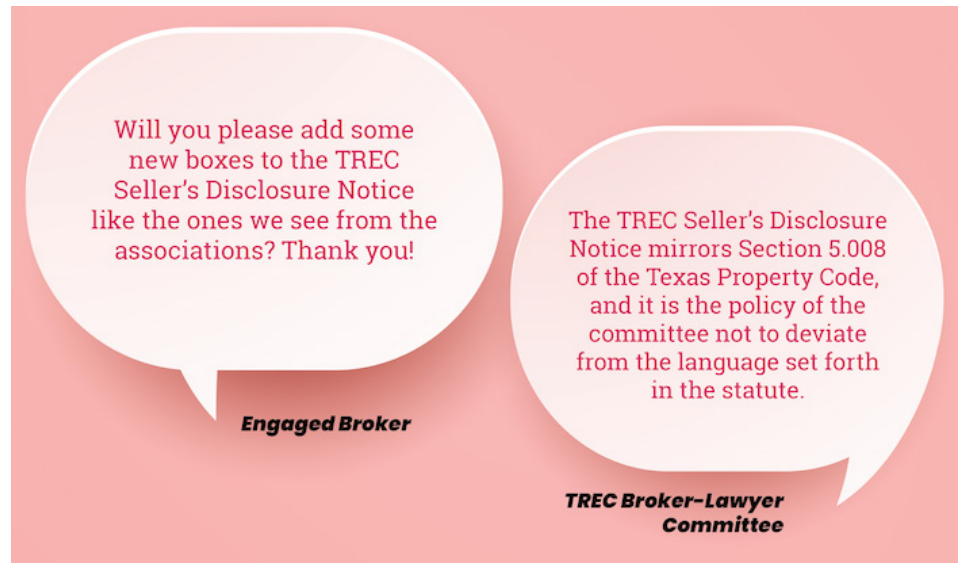 Will you please add some
new boxes to the TREC
Seller’s Disclosure Notice
like the ones we see from the
associations? Thank you!
Engaged Broker
The TREC Seller’s Disclosure
Notice mirrors Section 5.008
of the Texas Property Code,
and it is the policy of the
committee not to deviate
from the language set forth
in the statute.
TREC Broker-Lawyer
Committee